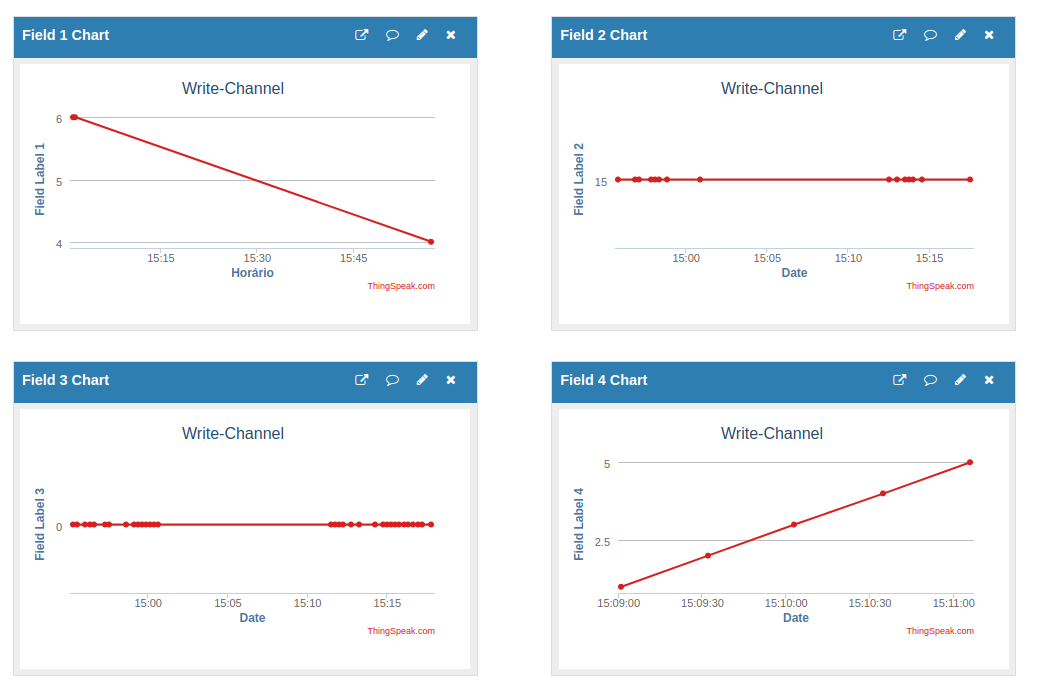 Field 1 Chart
Write-Channel
Field Label 1
6
5
4
15:15 15:30 15:45
Horário
ThingSpeak.com
Field 2 Chart
Write-Channel
Field Label 2
15
15:00 15:05 15:10 15:15
Date
ThingSpeak.com
Field 3 Chart
Write-Channel
Field Label 3
0
15:00 15:05 15:10 15:15
Date
ThingSpeak.com
Field 4 Chart
Write-Channel
Field Label 4
5
2.5
15:09:00 15:09:30 15:10:00 15:10:30 15:11:00
Date
ThingSpeak.com